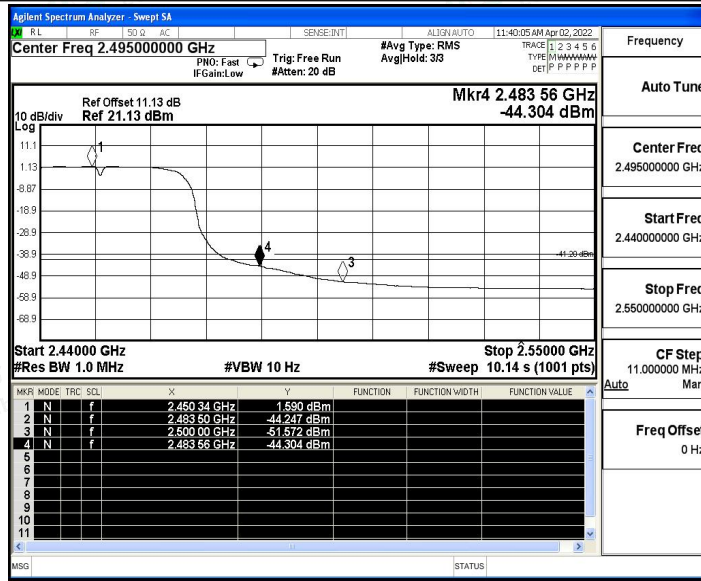 Agilent Spectrum Analyzer - Swept SA
LXI RL RF 50 Ω AC SENSE:INT ALIGN AUTO 11:40:05 AM Apr 02, 2022
Center Freq 2.495000000 GHz
PNO: Fast
IFGain:Low
Trig: Free Run
#Atten: 20 dB
#Avg Type: RMS
Avg|Hold: 3/3
TRACE 1 2 3 4 5 6
TYPE M WWWWW
DET P P P P P P
Ref Offset 11.13 dB
10 dB/div Ref 21.13 dBm
Log
Mkr4 2.483 56 GHz
-44.304 dBm
11.1
1.13
-8.87
-18.9
-28.9
-38.9
-48.9
-58.9
-68.9
1
4
3
-41.20 dBm
2
Start 2.44000 GHz Stop 2.55000 GHz
#Res BW 1.0 MHz #VBW 10 Hz #Sweep 10.14 s (1001 pts)
MKR MODE TRC SCL X Y FUNCTION FUNCTION WIDTH FUNCTION VALUE
1 N f 2.450 34 GHz 1.590 dBm
2 N f 2.483 50 GHz -44.247 dBm
3 N f 2.500 00 GHz -51.572 dBm
4 N f 2.483 56 GHz -44.304 dBm
5
6
7
8
9
10
11
MSG STATUS
Frequency
Auto Tune
Center Freq
2.495000000 GHz
Start Freq
2.440000000 GHz
Stop Freq
2.550000000 GHz
CF Step
11.000000 MHz
Auto Man
Freq Offset
0 Hz